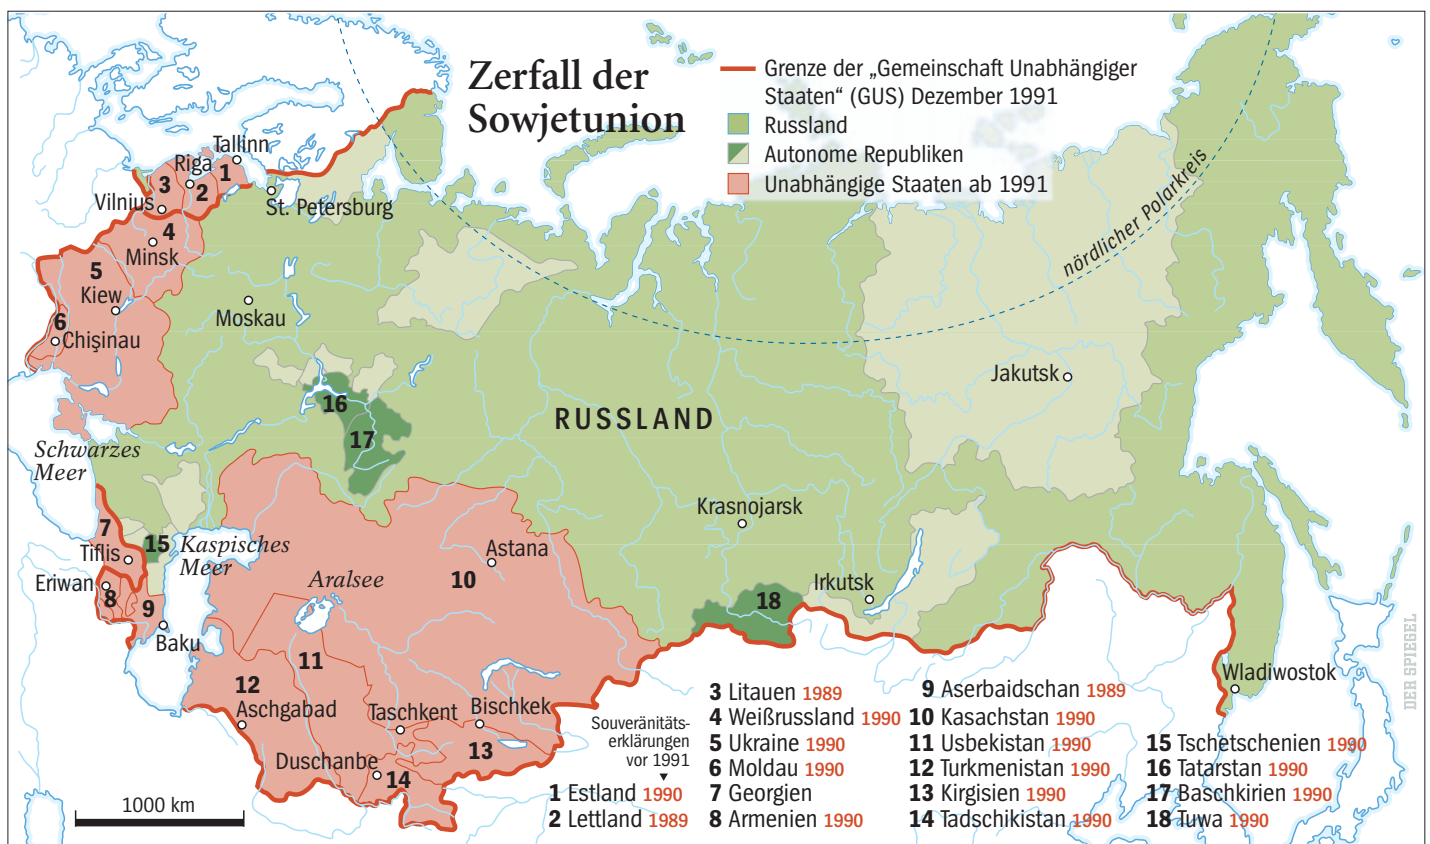 Zerfall der
Sowjetunion
Grenze der „Gemeinschaft Unabhängiger
Staaten“ (GUS) Dezember 1991
Russland
Autonome Republiken
Unabhängige Staaten ab 1991
nördlicher Polarkreis
Tallinn
Riga
1
3
2
Vilnius
St. Petersburg
4
Minsk
5
Kiew
6
Chişinau
Moskau
Jakutsk
16
17
RUSSLAND
Schwarzes
Meer
Krasnojarsk
7
Tiflis
15
Kaspisches
Meer
Astana
Eriwan
8
9
Aralsee
10
Irkutsk
18
Baku
11
12
Aschgabad
Taschkent
Bischkek
13
Duschanbe
14
Wladiwostok
1000 km
Souveränitäts-
erklärungen
vor 1991
1 Estland 1990
2 Lettland 1989
3 Litauen 1989
4 Weißrussland 1990
5 Ukraine 1990
6 Moldau 1990
7 Georgien
8 Armenien 1990
9 Aserbaidschan 1989
10 Kasachstan 1990
11 Usbekistan 1990
12 Turkmenistan 1990
13 Kirgisien 1990
14 Tadschikistan 1990
15 Tschetschenien 1990
16 Tatarstan 1990
17 Baschkirien 1990
18 Tuwa 1990
DER SPIEGEL